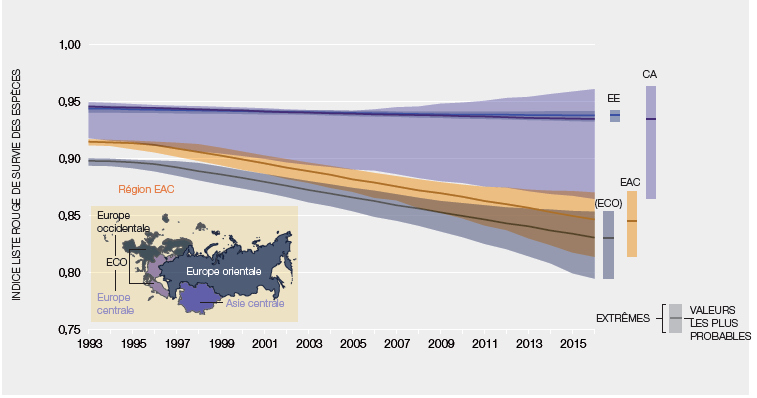 INDICE LISTE ROUGE DE SURVIE DES ESPÈCES
1,00
0,95
0,90
0,85
0,80
0,75
1993
1995
1997
1999
2001
2003
2005
2007
2009
2011
2013
2015
Région EAC
Europe
occidentale
ECO
Europe
centrale
Europe orientale
Asie centrale
CA
EE
EAC
(ECO)
EXTRÊMES
VALEURS
LES PLUS
PROBABLES